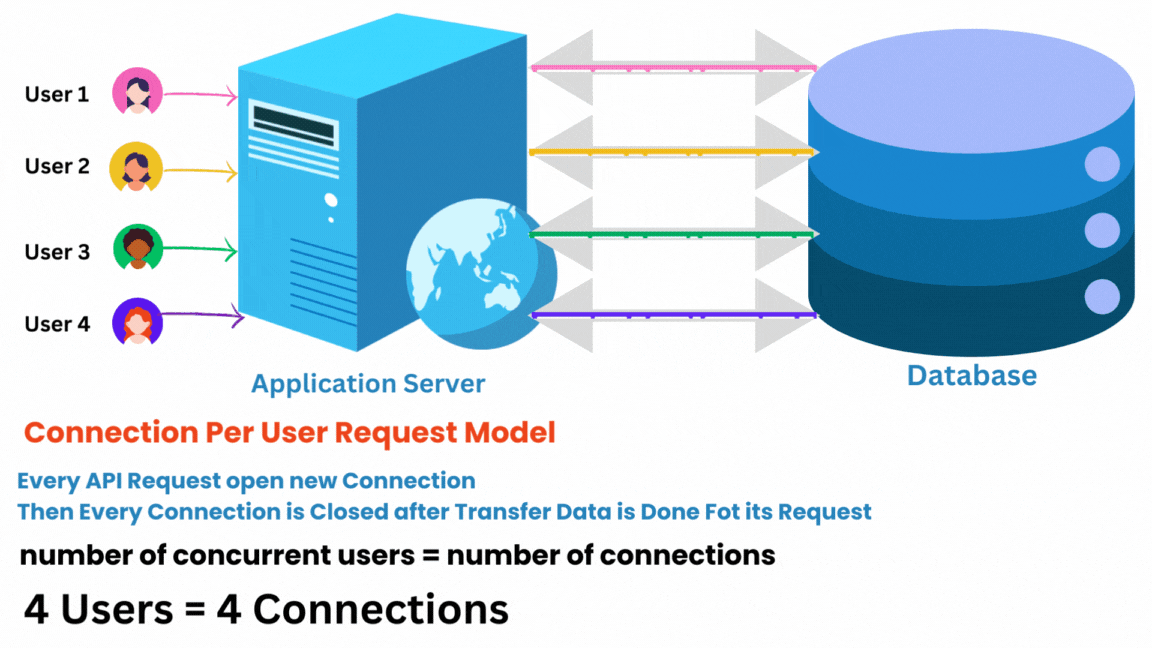 User 1
User 2
User 3
User 4
Application Server
Database
Connection Per User Request Model
Every API Request open new Connection
Then Every Connection is Closed after Transfer Data is Done Fot its Request
number of concurrent users = number of connections
4 Users = 4 Connections